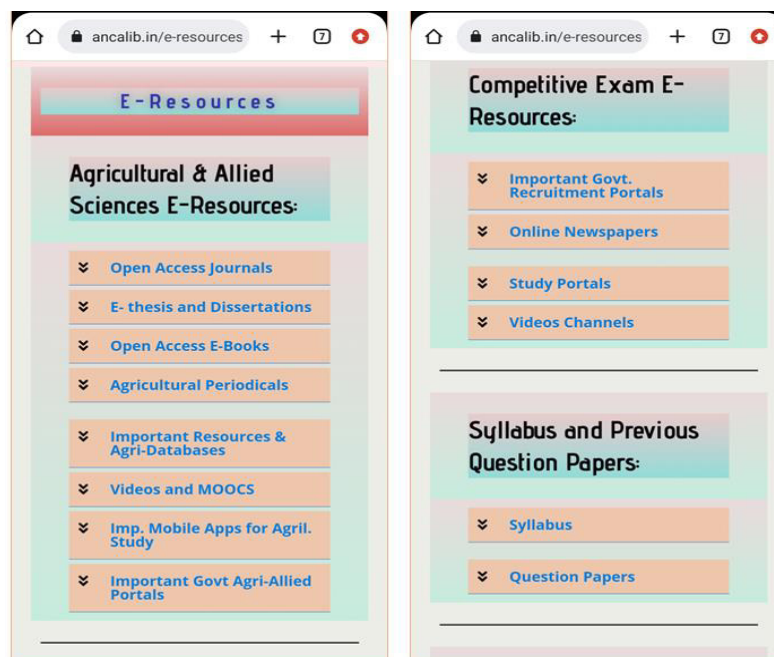 ancalib.in/e-resources
7
E-Resources
Agricultural & Allied
Sciences E-Resources:
Open Access Journals
E- thesis and Dissertations
Open Access E-Books
Agricultural Periodicals
Important Resources &
Agri-Databases
Videos and MOOCS
Imp. Mobile Apps for Agril.
Study
Important Govt Agri-Allied
Portals
ancalib.in/e-resources
7
Competitive Exam E-
Resources:
Important Govt.
Recruitment Portals
Online Newspapers
Study Portals
Videos Channels
Syllabus and Previous
Question Papers:
Syllabus
Question Papers